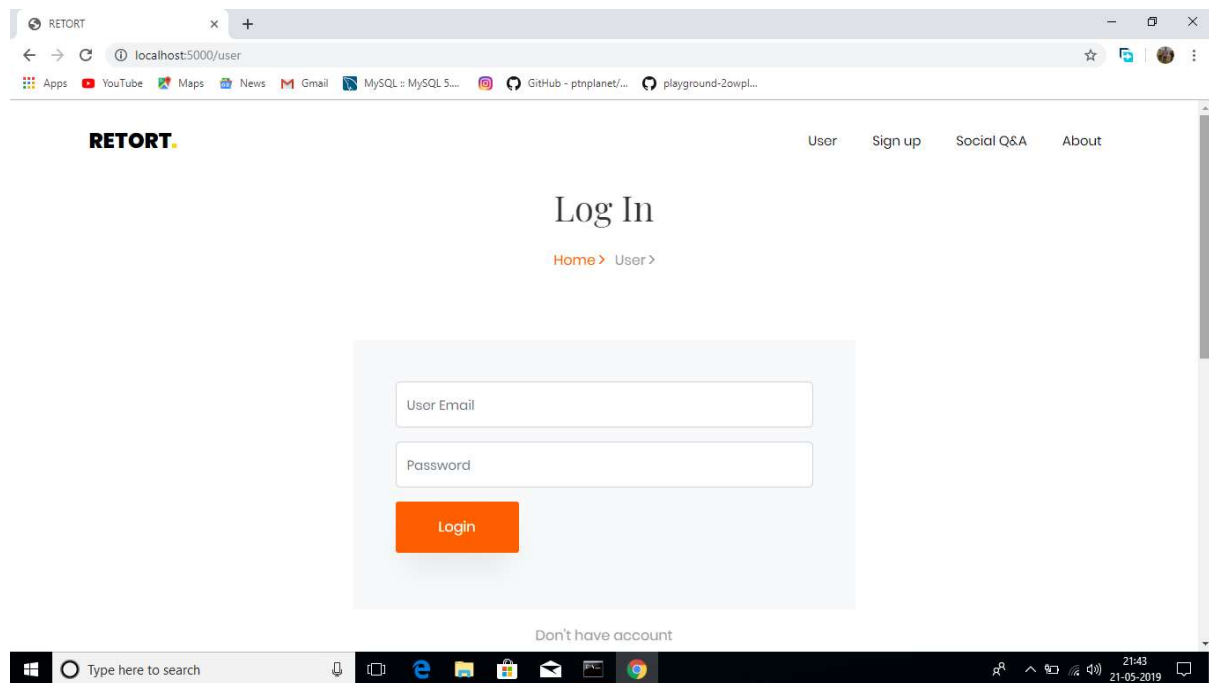 RETORT
localhost:5000/user
Apps YouTube Maps News Gmail MySQL :: MySQL 5.... GitHub - ptnplanet/... playground-2owpl...
RETORT. User Sign up Social Q&A About
Log In
Home > User >
User Email
Password
Login
Don't have account
Type here to search 21:43
21-05-2019